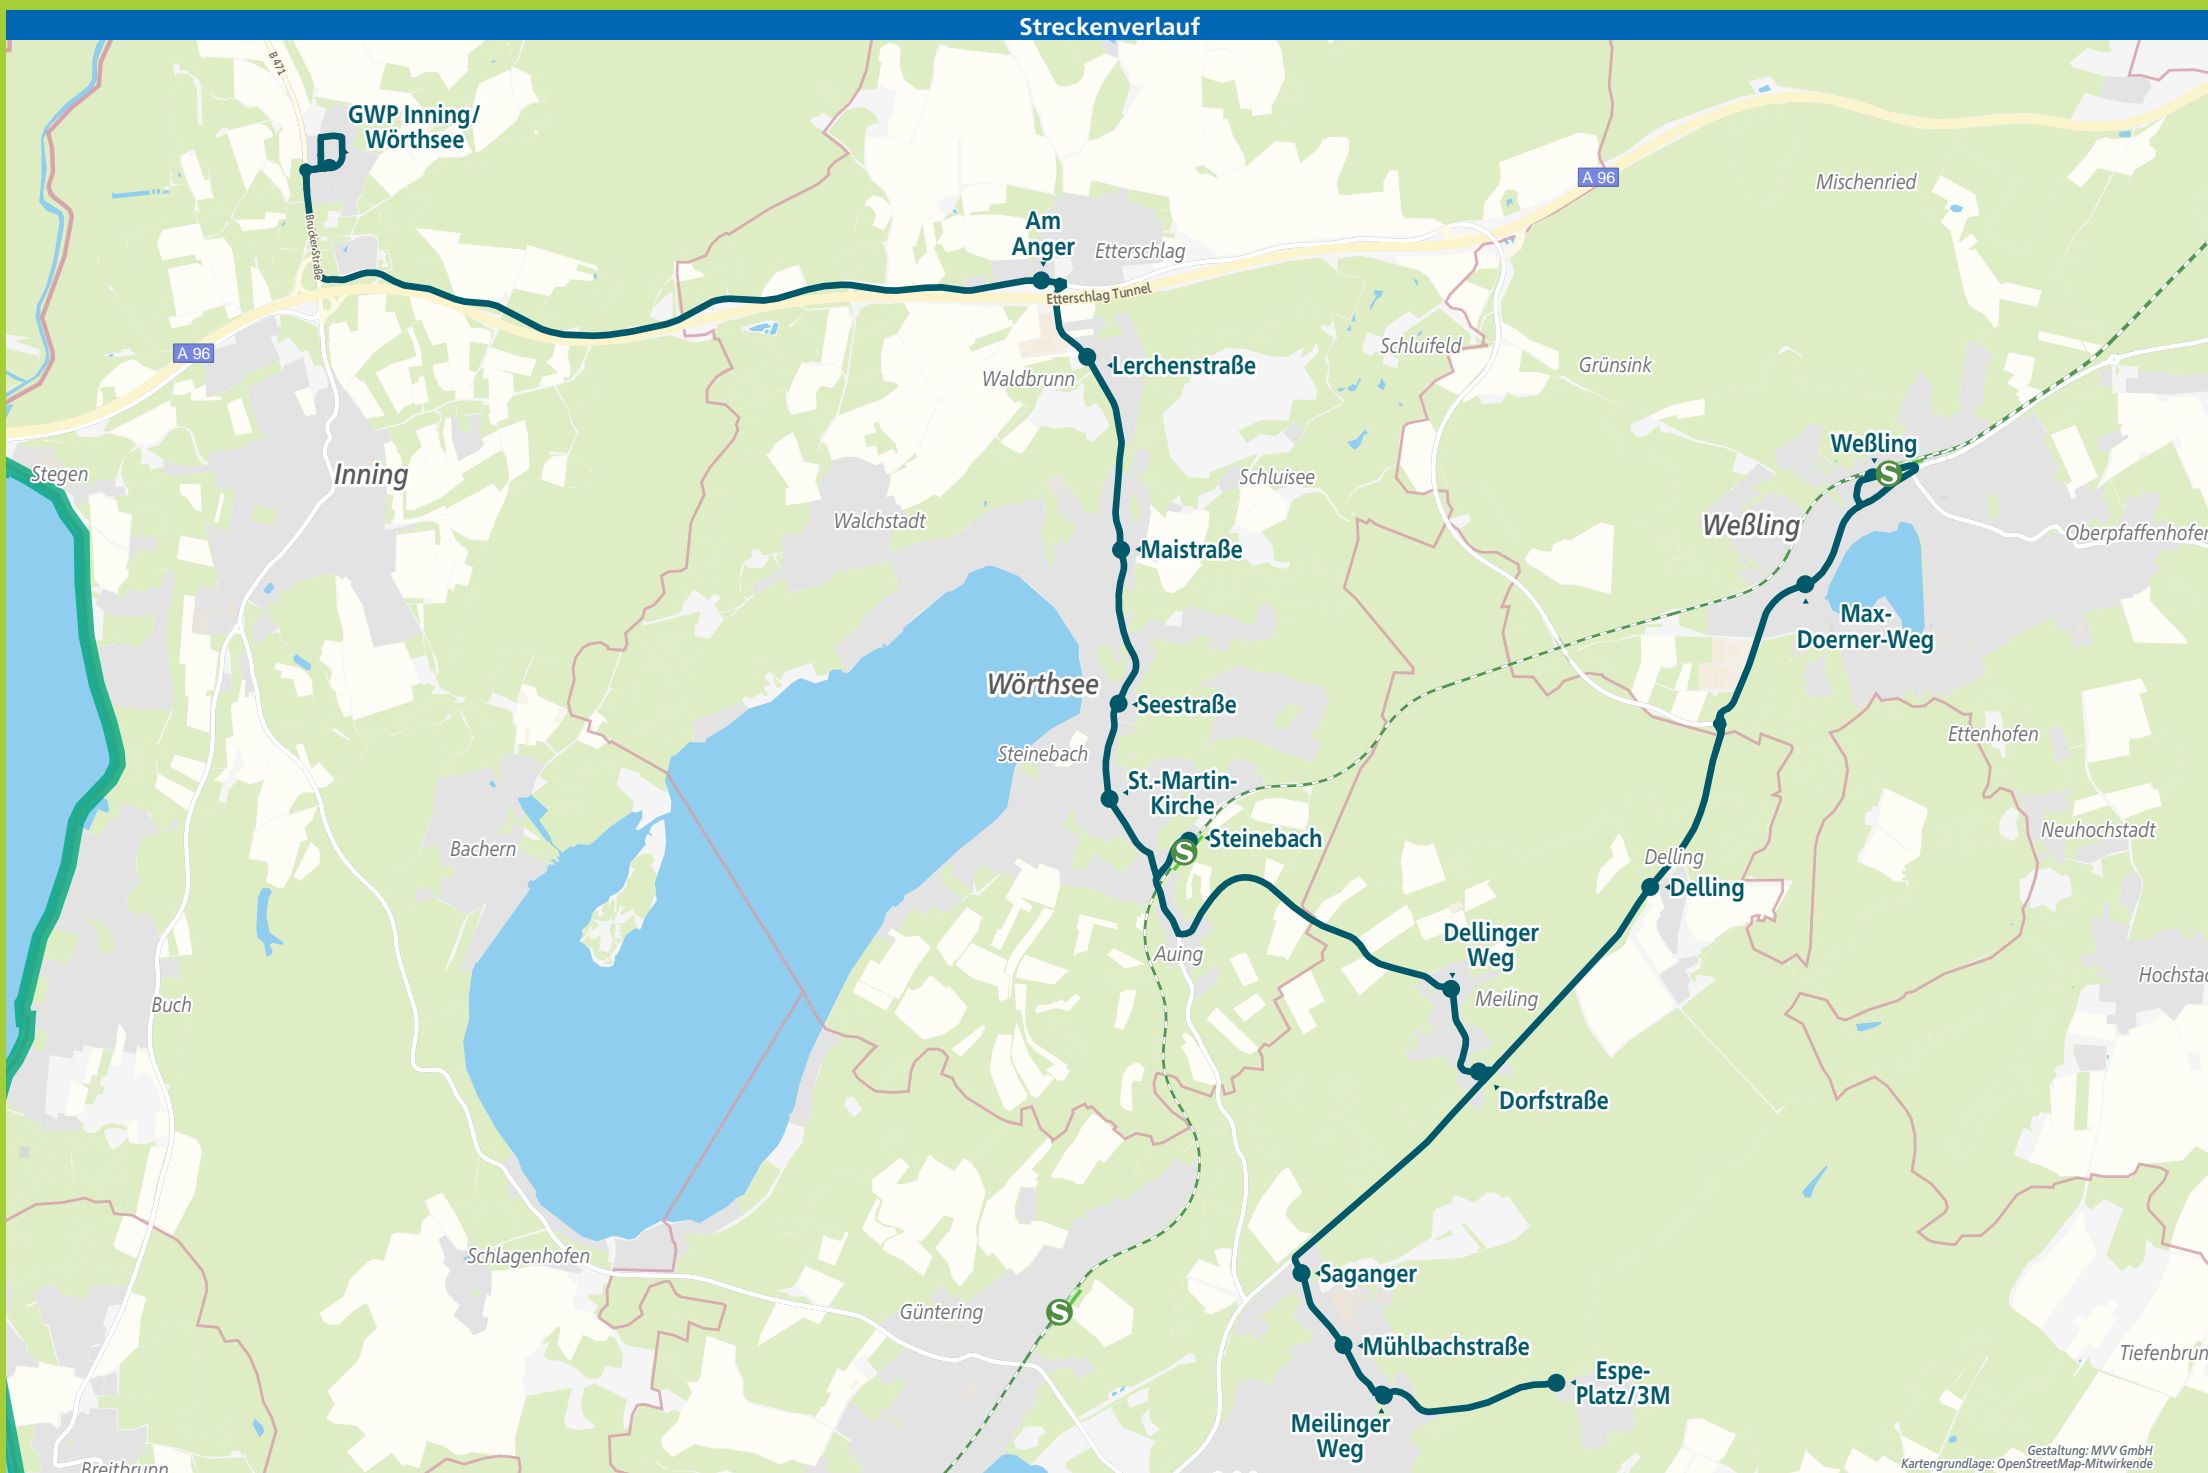 Streckenverlauf
B 471
GWP Inning/
Wörthsee
Brucker Straße
A 96
Mischenried
Am
Anger
Etterschlag
Etterschlag Tunnel
A 96
Schluifeld
Grünsink
Lerchenstraße
Waldbrunn
Weßling
S
Stegen
Inning
Schluisee
Walchstadt
Weßling
Oberpfaffenhofen
Maistraße
Max-
Doerner-Weg
Wörthsee
Seestraße
Ettenhofen
Steinebach
St.-Martin-
Kirche
Steinebach
S
Neuhochstadt
Bachern
Delling
Delling
Dellinger
Weg
Auing
Meiling
Hochstad
Buch
Dorfstraße
Schlagenhofen
Saganger
Güntering
S
Mühlbachstraße
Tiefenbrun
Espe-
Platz/3M
Meilinger
Weg
Breitbrunn
Gestaltung: MVV GmbH
Kartengrundlage: OpenStreetMap-Mitwirkende